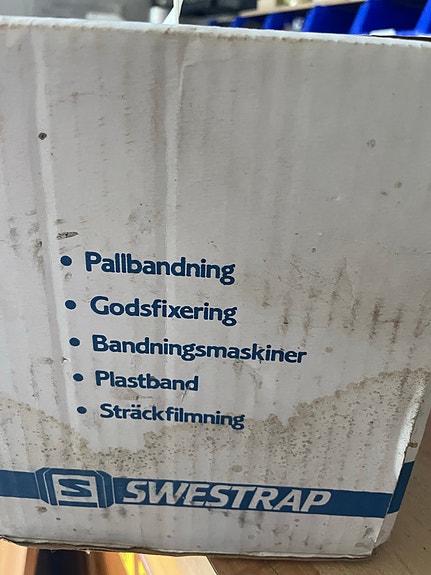 • Pallbandning
• Godsfixering
• Bandningsmaskiner
• Plastband
• Sträckfilmning
S SWESTRAP